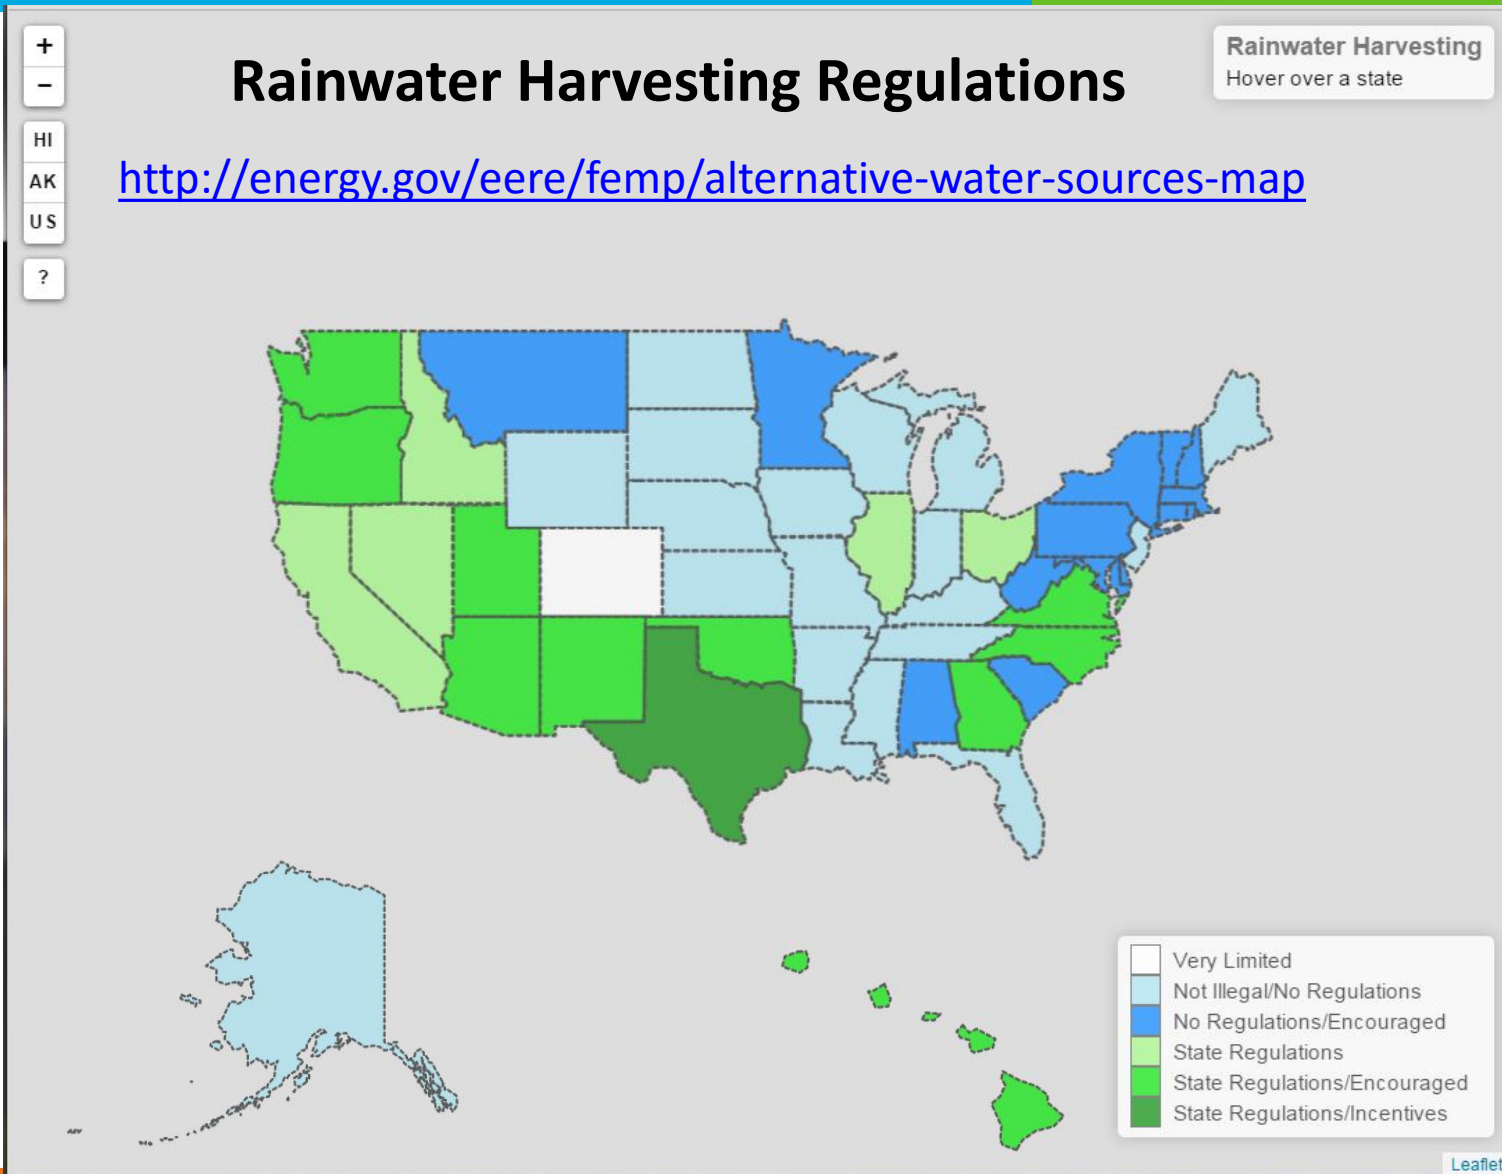 +
−
HI
AK
US
?
Rainwater Harvesting Regulations
Rainwater Harvesting
Hover over a state
http://energy.gov/eere/femp/alternative-water-sources-map
Very Limited
Not Illegal/No Regulations
No Regulations/Encouraged
State Regulations
State Regulations/Encouraged
State Regulations/Incentives
Leaflet